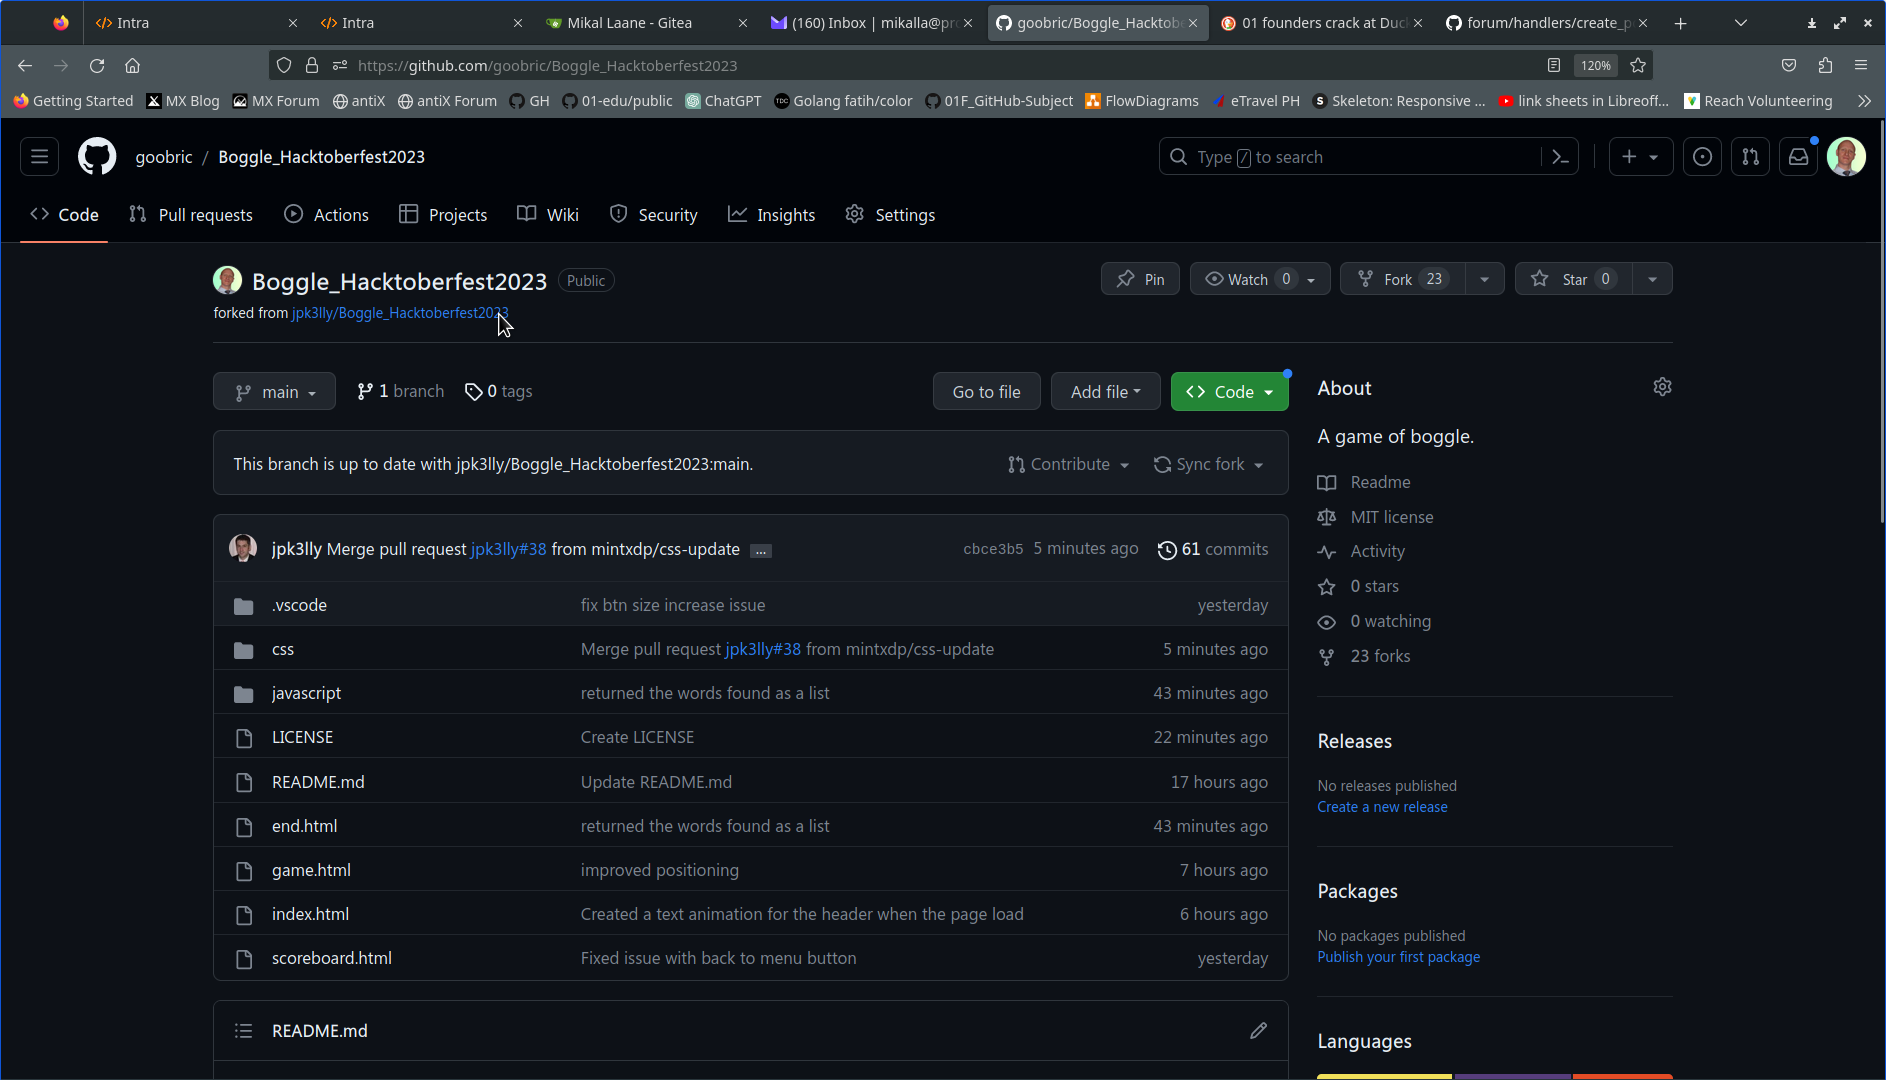 Intra
Intra
Mikal Laane - Gitea
(160) Inbox | mikalla@pr
goobric/Boggle_Hacktobe
01 founders crack at Duc
forum/handlers/create_p
https://github.com/goobric/Boggle_Hacktoberfest2023
120%
Getting Started
MX Blog
MX Forum
antiX
antiX Forum
GH
01-edu/public
ChatGPT
Golang fatih/color
01F_GitHub-Subject
FlowDiagrams
eTravel PH
Skeleton: Responsive ...
link sheets in Libreoff...
Reach Volunteering
goobric / Boggle_Hacktoberfest2023
Type / to search
Code
Pull requests
Actions
Projects
Wiki
Security
Insights
Settings
Boggle_Hacktoberfest2023 Public
forked from jpk3lly/Boggle_Hacktoberfest2023
Pin
Watch 0
Fork 23
Star 0
main
1 branch
0 tags
Go to file
Add file
Code
This branch is up to date with jpk3lly/Boggle_Hacktoberfest2023:main.
Contribute
Sync fork
jpk3lly Merge pull request jpk3lly#38 from mintxdp/css-update ...
cbce3b5 5 minutes ago
61 commits
.vscode fix btn size increase issue yesterday
css Merge pull request jpk3lly#38 from mintxdp/css-update 5 minutes ago
javascript returned the words found as a list 43 minutes ago
LICENSE Create LICENSE 22 minutes ago
README.md Update README.md 17 hours ago
end.html returned the words found as a list 43 minutes ago
game.html improved positioning 7 hours ago
index.html Created a text animation for the header when the page load 6 hours ago
scoreboard.html Fixed issue with back to menu button yesterday
README.md
About
A game of boggle.
Readme
MIT license
Activity
0 stars
0 watching
23 forks
Releases
No releases published
Create a new release
Packages
No packages published
Publish your first package
Languages